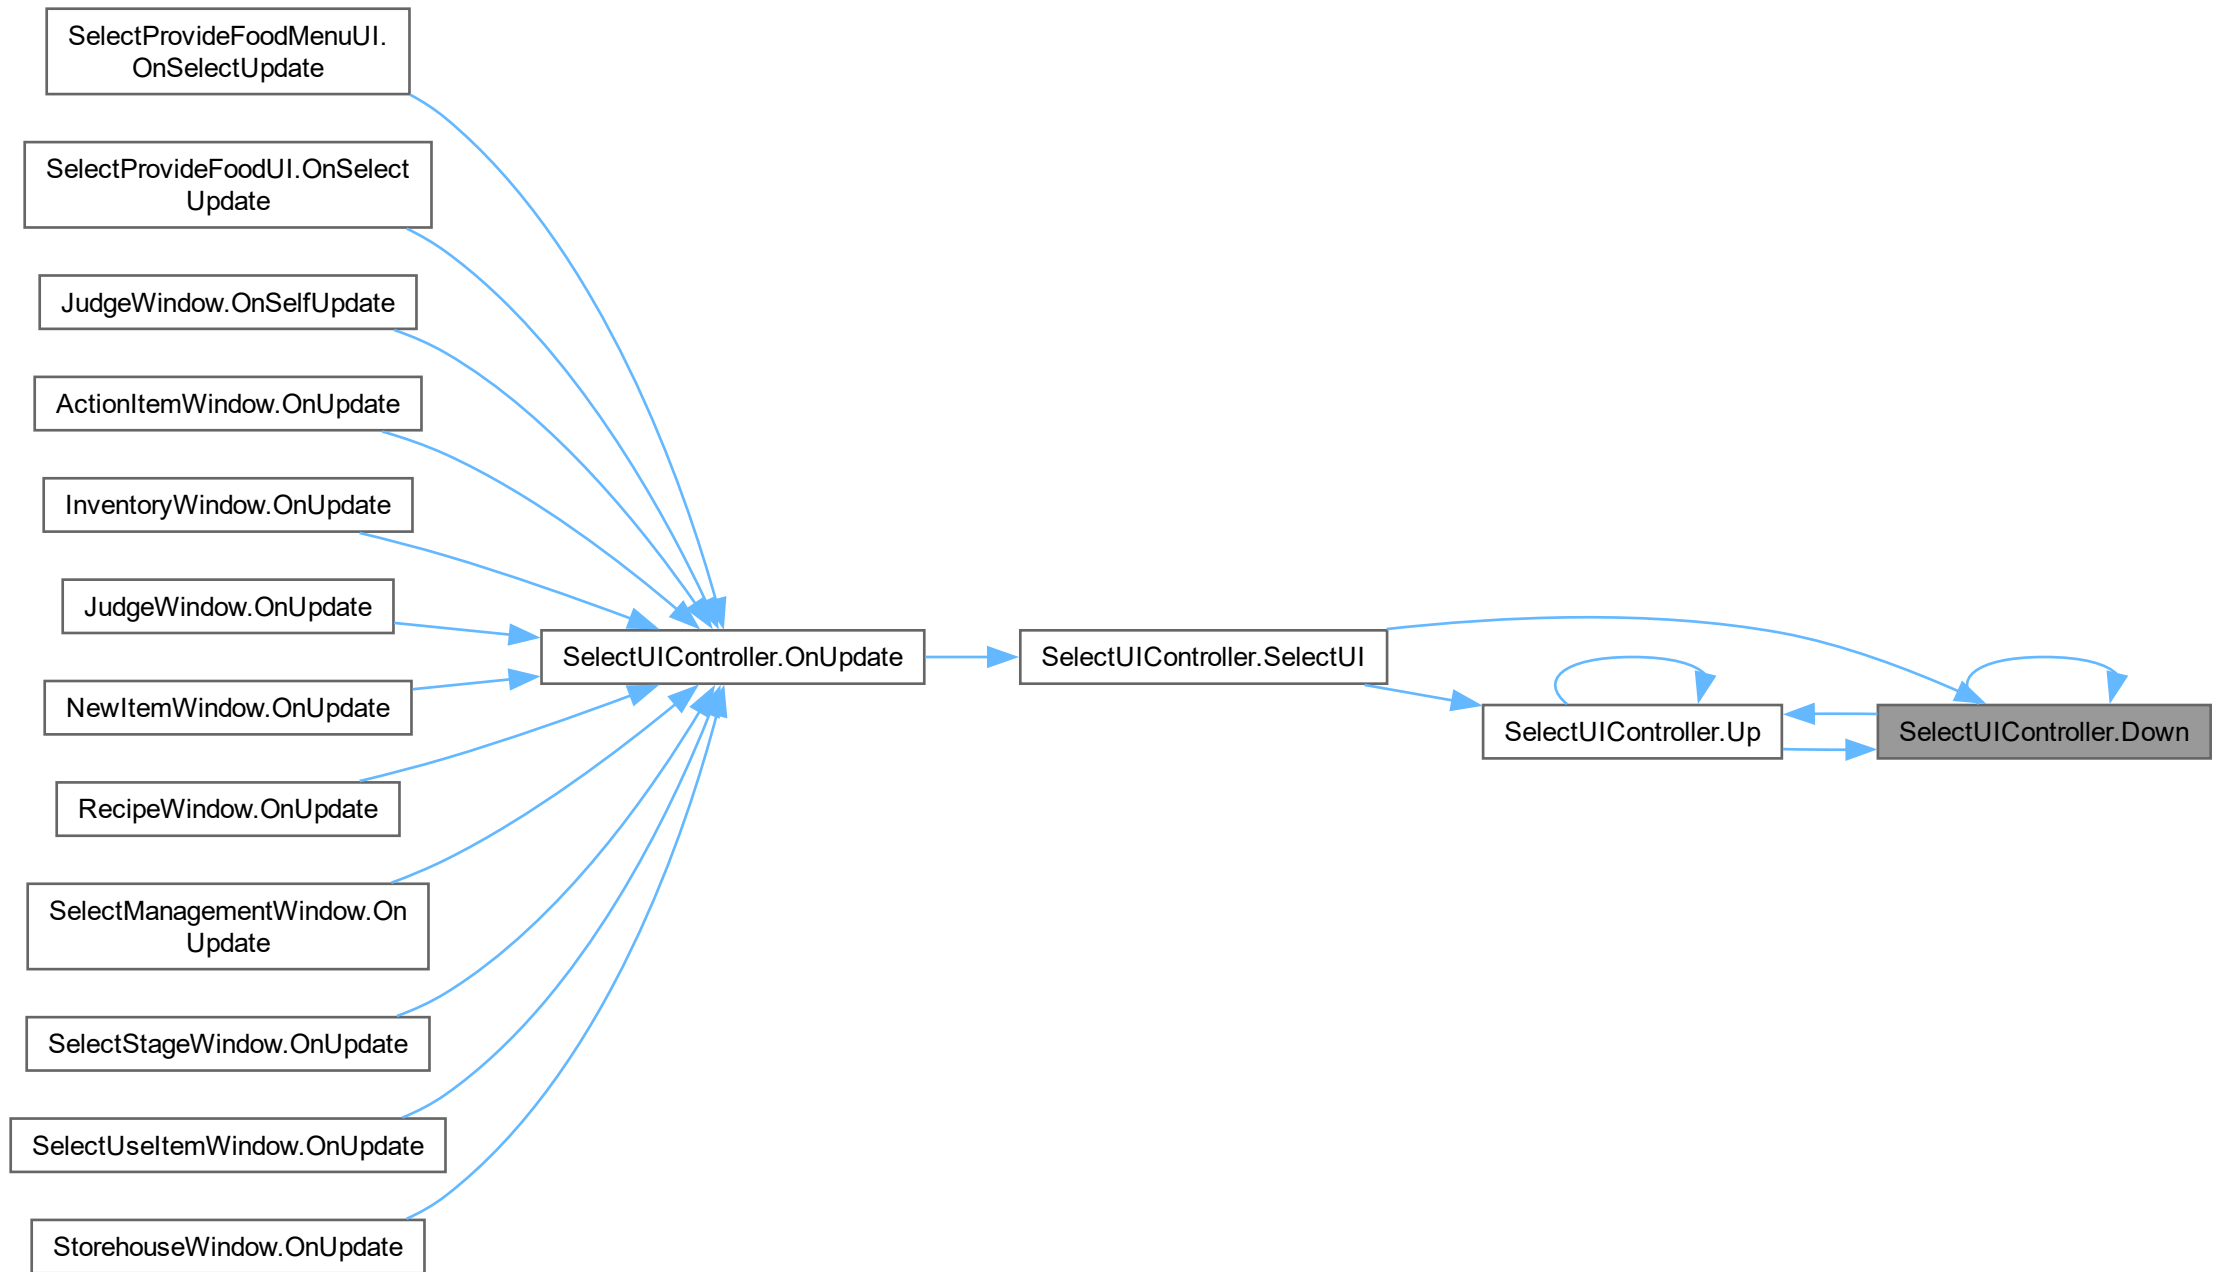 SelectProvideFoodMenuUI.
OnSelectUpdate
SelectProvideFoodUI.OnSelect
Update
JudgeWindow.OnSelfUpdate
ActionItemWindow.OnUpdate
InventoryWindow.OnUpdate
JudgeWindow.OnUpdate
NewItemWindow.OnUpdate
RecipeWindow.OnUpdate
SelectManagementWindow.On
Update
SelectStageWindow.OnUpdate
SelectUseItemWindow.OnUpdate
StorehouseWindow.OnUpdate
SelectUIController.OnUpdate
SelectUIController.SelectUI
SelectUIController.Up
SelectUIController.Down